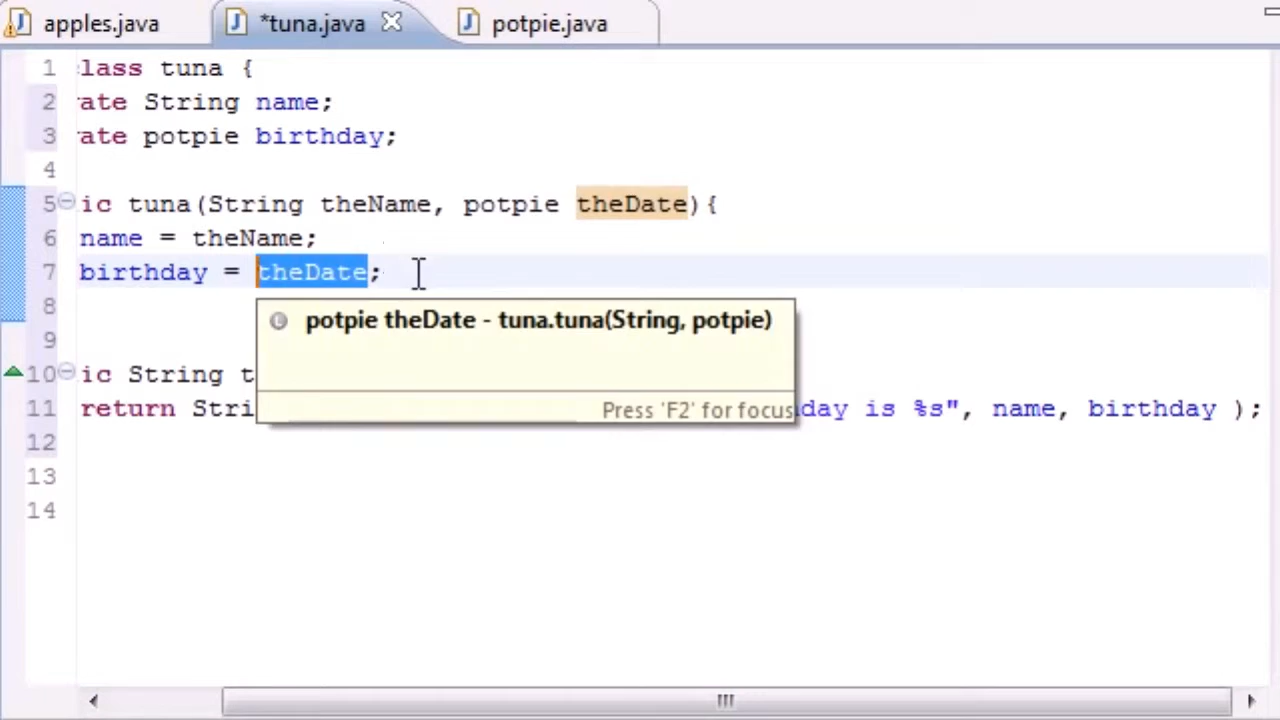 apples.java *tuna.java potpie.java
1 lass tuna {
2 ate String name;
3 ate potpie birthday;
4
5 ic tuna(String theName, potpie theDate){
6 name = theName;
7 birthday = theDate;
8
potpie theDate - tuna.tuna(String, potpie)
9
10 ic String t
11 return Stri day is %s", name, birthday );
Press 'F2' for focus
12
13
14